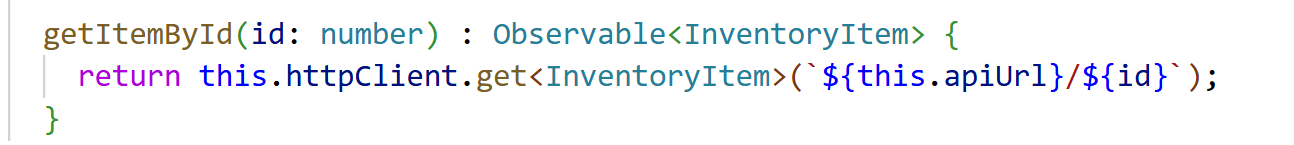 getItemById(id: number) : Observable<InventoryItem> {
return this.httpClient.get<InventoryItem>(`${this.apiUrl}/${id}`);
}